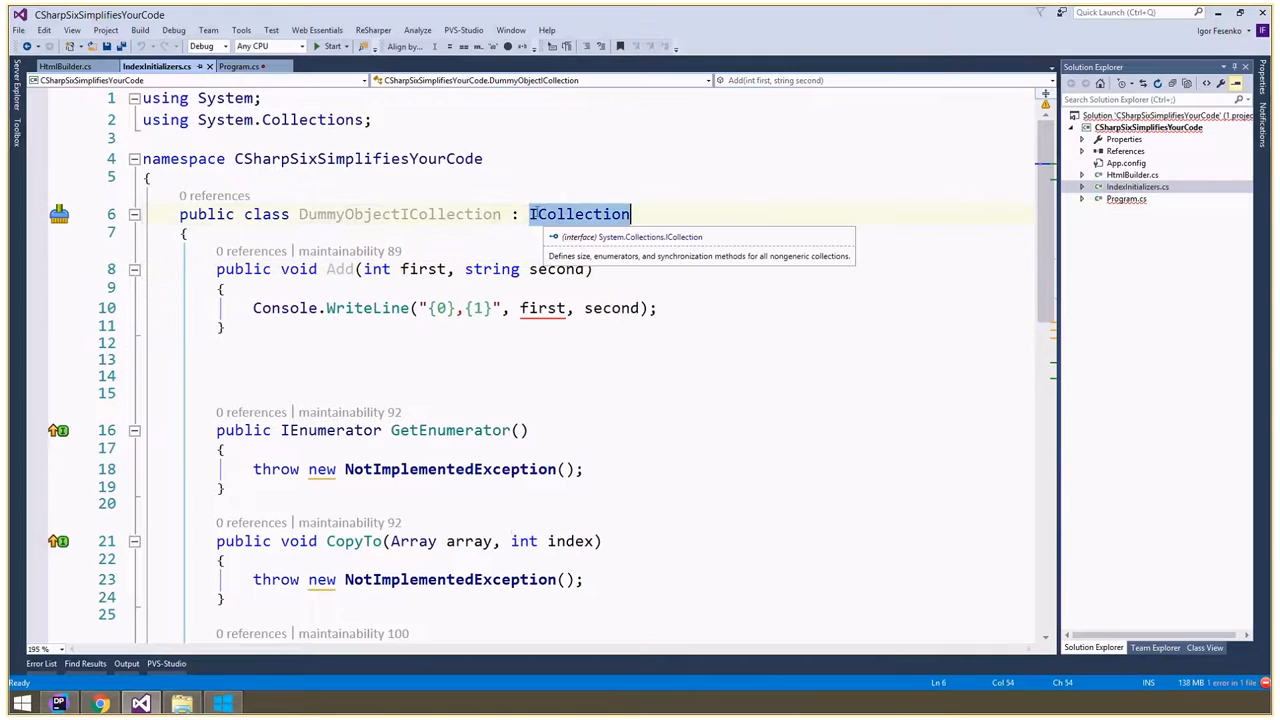 CSharpSixSimplifiesYourCode
Quick Launch (Ctrl+Q)
File Edit View Project Build Debug Team Tools Test Web Essentials ReSharper Analyze PVS-Studio Window Help
Igor Fesenko IF
Debug Any CPU Start Align by...
HtmlBuilder.cs IndexInitializers.cs Program.cs
Solution Explorer
CSharpSixSimplifiesYourCode CSharpSixSimplifiesYourCode.DummyObjectICollection Add(int first, string second)
Server Explorer
Toolbox
Properties
Notifications
Search Solution Explorer (Ctrl+;)
Solution 'CSharpSixSimplifiesYourCode' (1 project)
CSharpSixSimplifiesYourCode
Properties
References
App.config
HtmlBuilder.cs
IndexInitializers.cs
Program.cs
1 using System;
2 using System.Collections;
3
4 namespace CSharpSixSimplifiesYourCode
5 {
0 references
6 public class DummyObjectICollection : ICollection
7 {
(interface) System.Collections.ICollection
Defines size, enumerators, and synchronization methods for all nongeneric collections.
0 references | maintainability 89
8 public void Add(int first, string second)
9 {
10 Console.WriteLine("{0},{1}", first, second);
11 }
12
13
14
15
0 references | maintainability 92
16 public IEnumerator GetEnumerator()
17 {
18 throw new NotImplementedException();
19 }
20
0 references | maintainability 92
21 public void CopyTo(Array array, int index)
22 {
23 throw new NotImplementedException();
24 }
25
0 references | maintainability 100
195 %
Solution Explorer Team Explorer Class View
Error List Find Results Output PVS-Studio
Ready Ln 6 Col 54 Ch 54 INS 138 MB 1 error in 1 file
DP